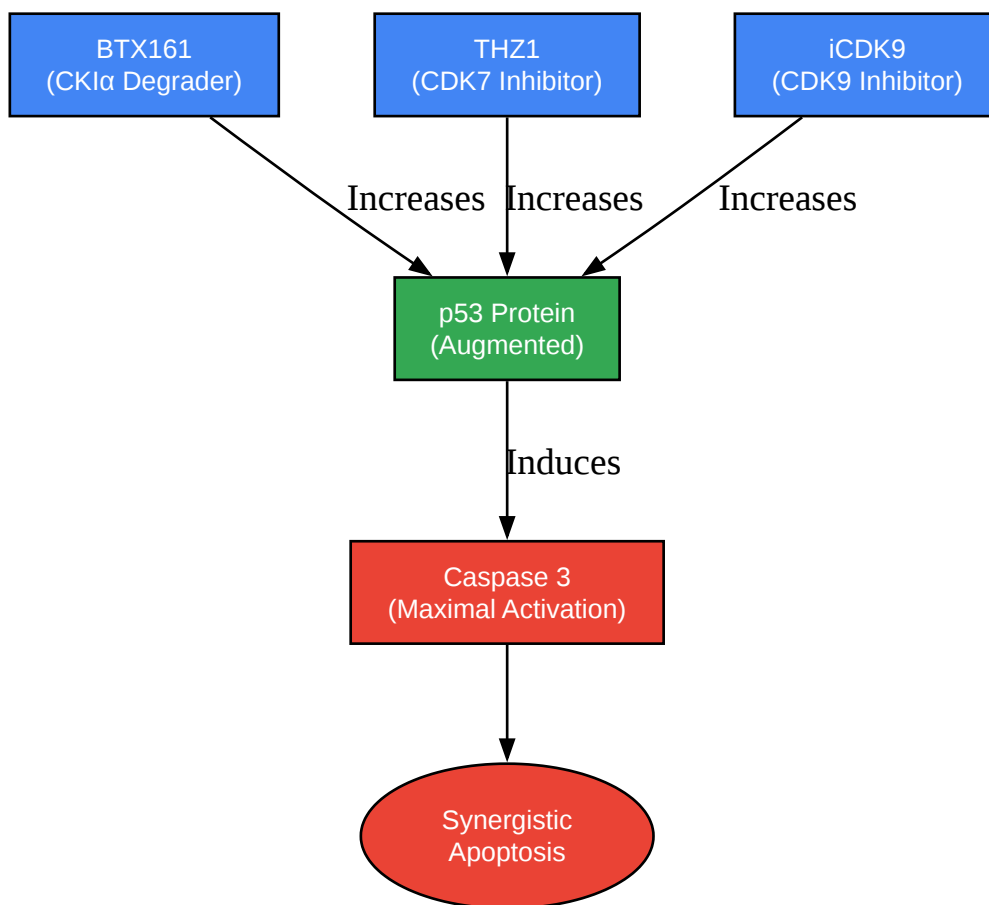 BTX161
(CKIα Degrader)
THZ1
(CDK7 Inhibitor)
iCDK9
(CDK9 Inhibitor)
Increases
Increases
Increases
p53 Protein
(Augmented)
Induces
Caspase 3
(Maximal Activation)
Synergistic
Apoptosis